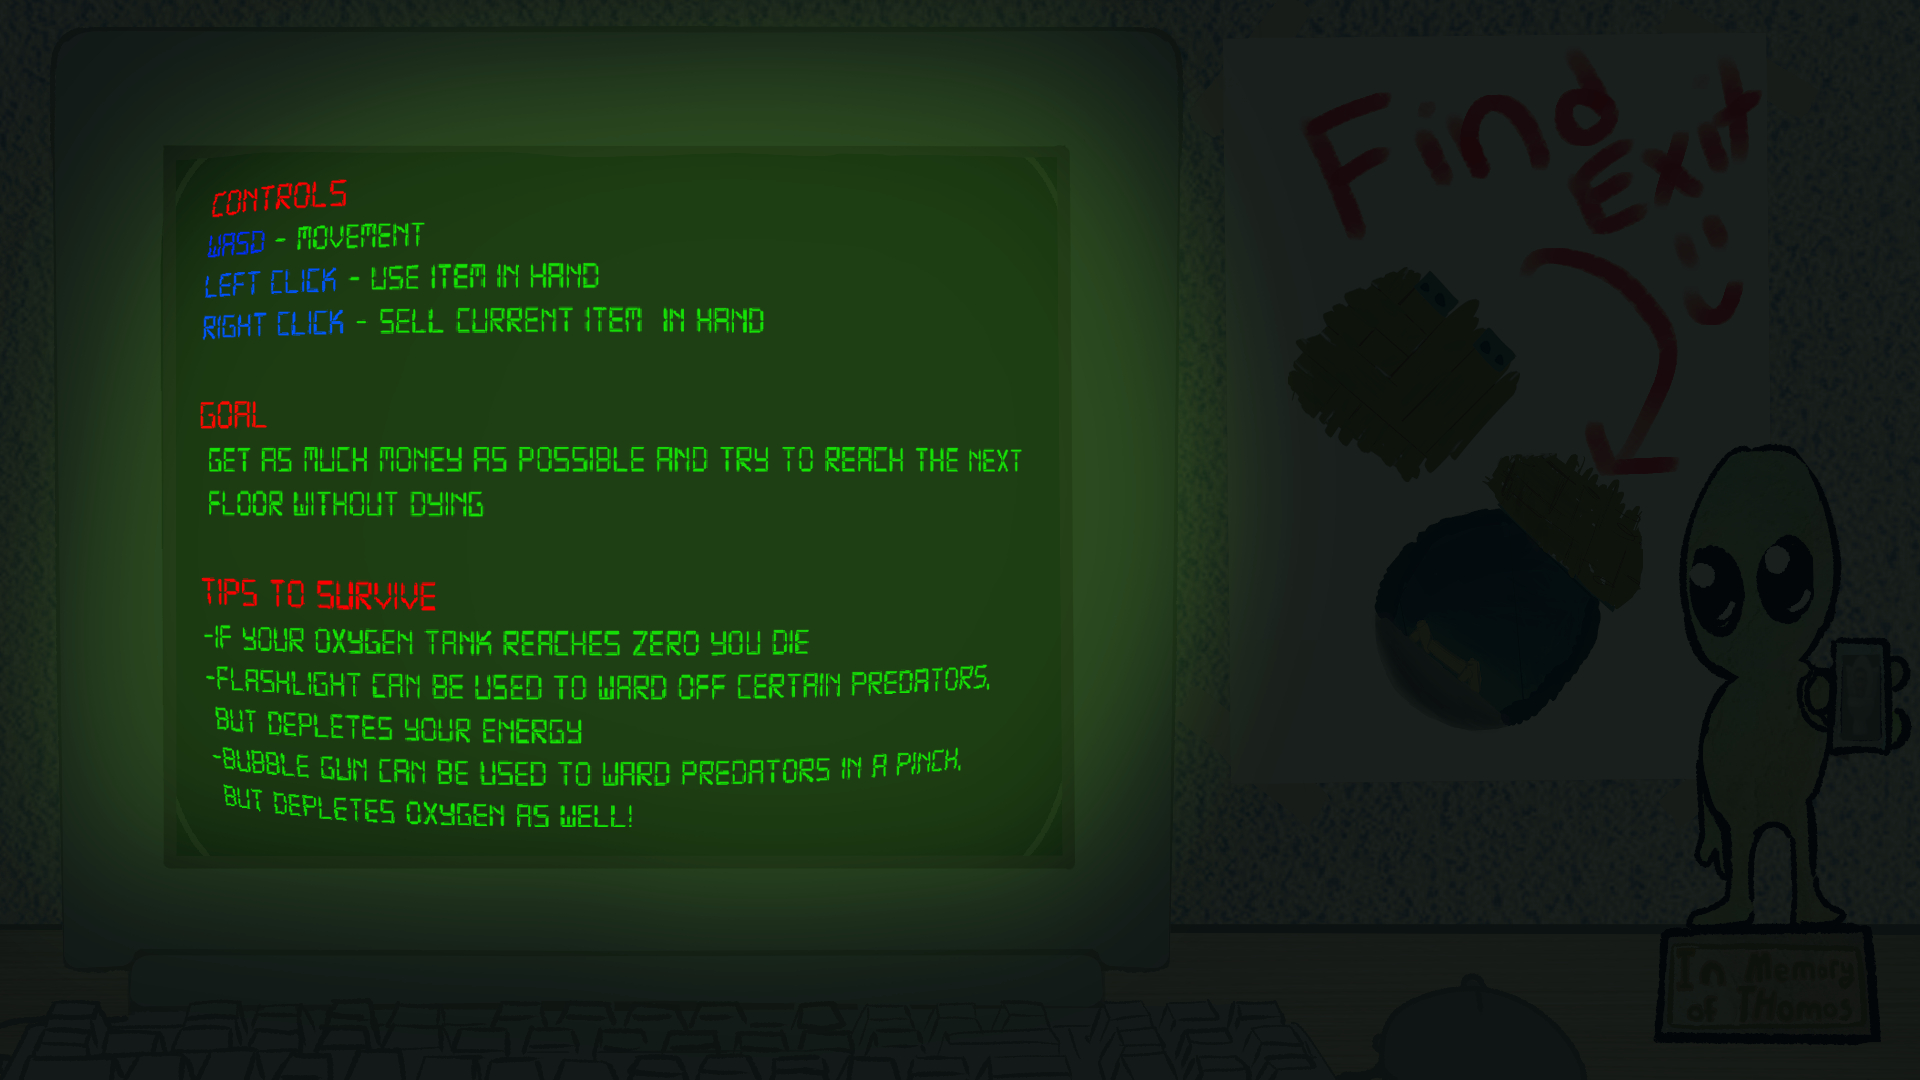 CONTROLS
WASD - MOVEMENT
LEFT CLICK - USE ITEM IN HAND
RIGHT CLICK - SELL CURRENT ITEM IN HAND
GOAL
GET AS MUCH MONEY AS POSSIBLE AND TRY TO REACH THE NEXT
FLOOR WITHOUT DYING
TIPS TO SURVIVE
-IF YOUR OXYGEN TANK REACHES ZERO YOU DIE
-FLASHLIGHT CAN BE USED TO WARD OFF CERTAIN PREDATORS,
BUT DEPLETES YOUR ENERGY
-BUBBLE GUN CAN BE USED TO WARD PREDATORS IN A PINCH,
BUT DEPLETES OXYGEN AS WELL!
Find
Exit
In Memory
of THomas